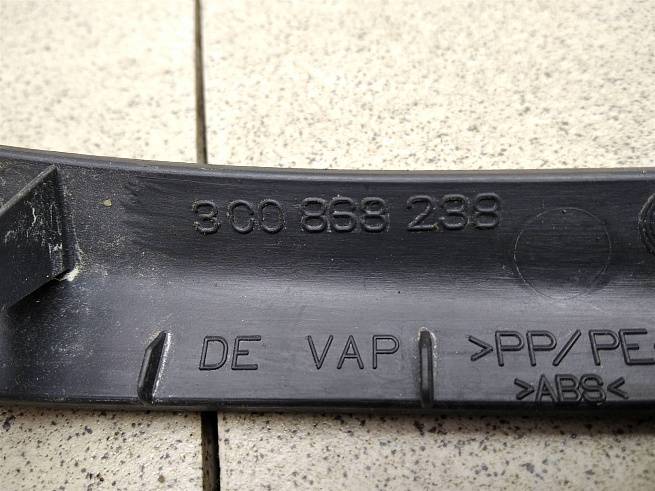 3C0 868 238
DE VAP >PP/PE-
>ABS<